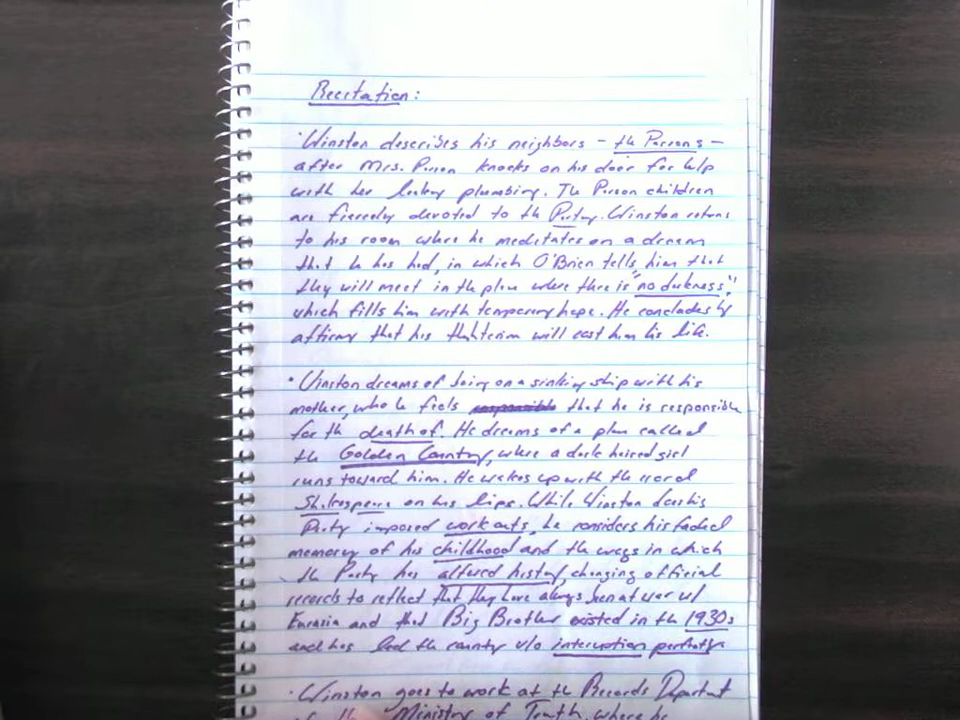 Recitation:
· Winston describes his neighbors – the Parsons –
after Mrs. Parson knocks on his door for help
with her leaky plumbing. The Parson children
are fiercely devoted to the Party. Winston returns
to his room where he meditates on a dream
that he has had, in which O'Brien tells him that
they will meet in the place where there is "no darkness",
which fills him with temporary hope. He concludes by
affirming that his thoughtcrime will cost him his life.
· Winston dreams of being on a sinking ship with his
mother, who he feels that he is responsible
for the death of. He dreams of a place called
the Golden Country, where a dark haired girl
runs toward him. He wakes up with the word
Shakespeare on his lips. While Winston does his
Party imposed workouts, he considers his faded
memory of his childhood and the ways in which
the Party has altered history, changing official
records to reflect that they have always been at war w/
Eurasia and that Big Brother existed in the 1930s
and has lead the country w/o interruption
· Winston goes to work at the Records Department
of the Ministry of Truth, where he